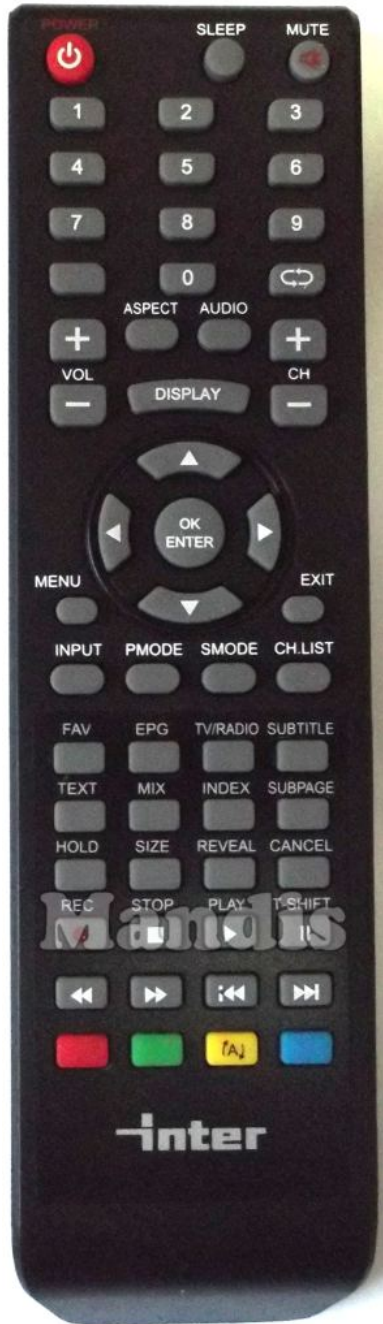 POWER SLEEP MUTE
1 2 3
4 5 6
7 8 9
0
ASPECT AUDIO
+ +
VOL CH
DISPLAY
- -
OK
ENTER
MENU EXIT
INPUT PMODE SMODE CH.LIST
FAV EPG TV/RADIO SUBTITLE
TEXT MIX INDEX SUBPAGE
HOLD SIZE REVEAL CANCEL
REC STOP PLAY T-SHIFT
Mandis
[A]
inter